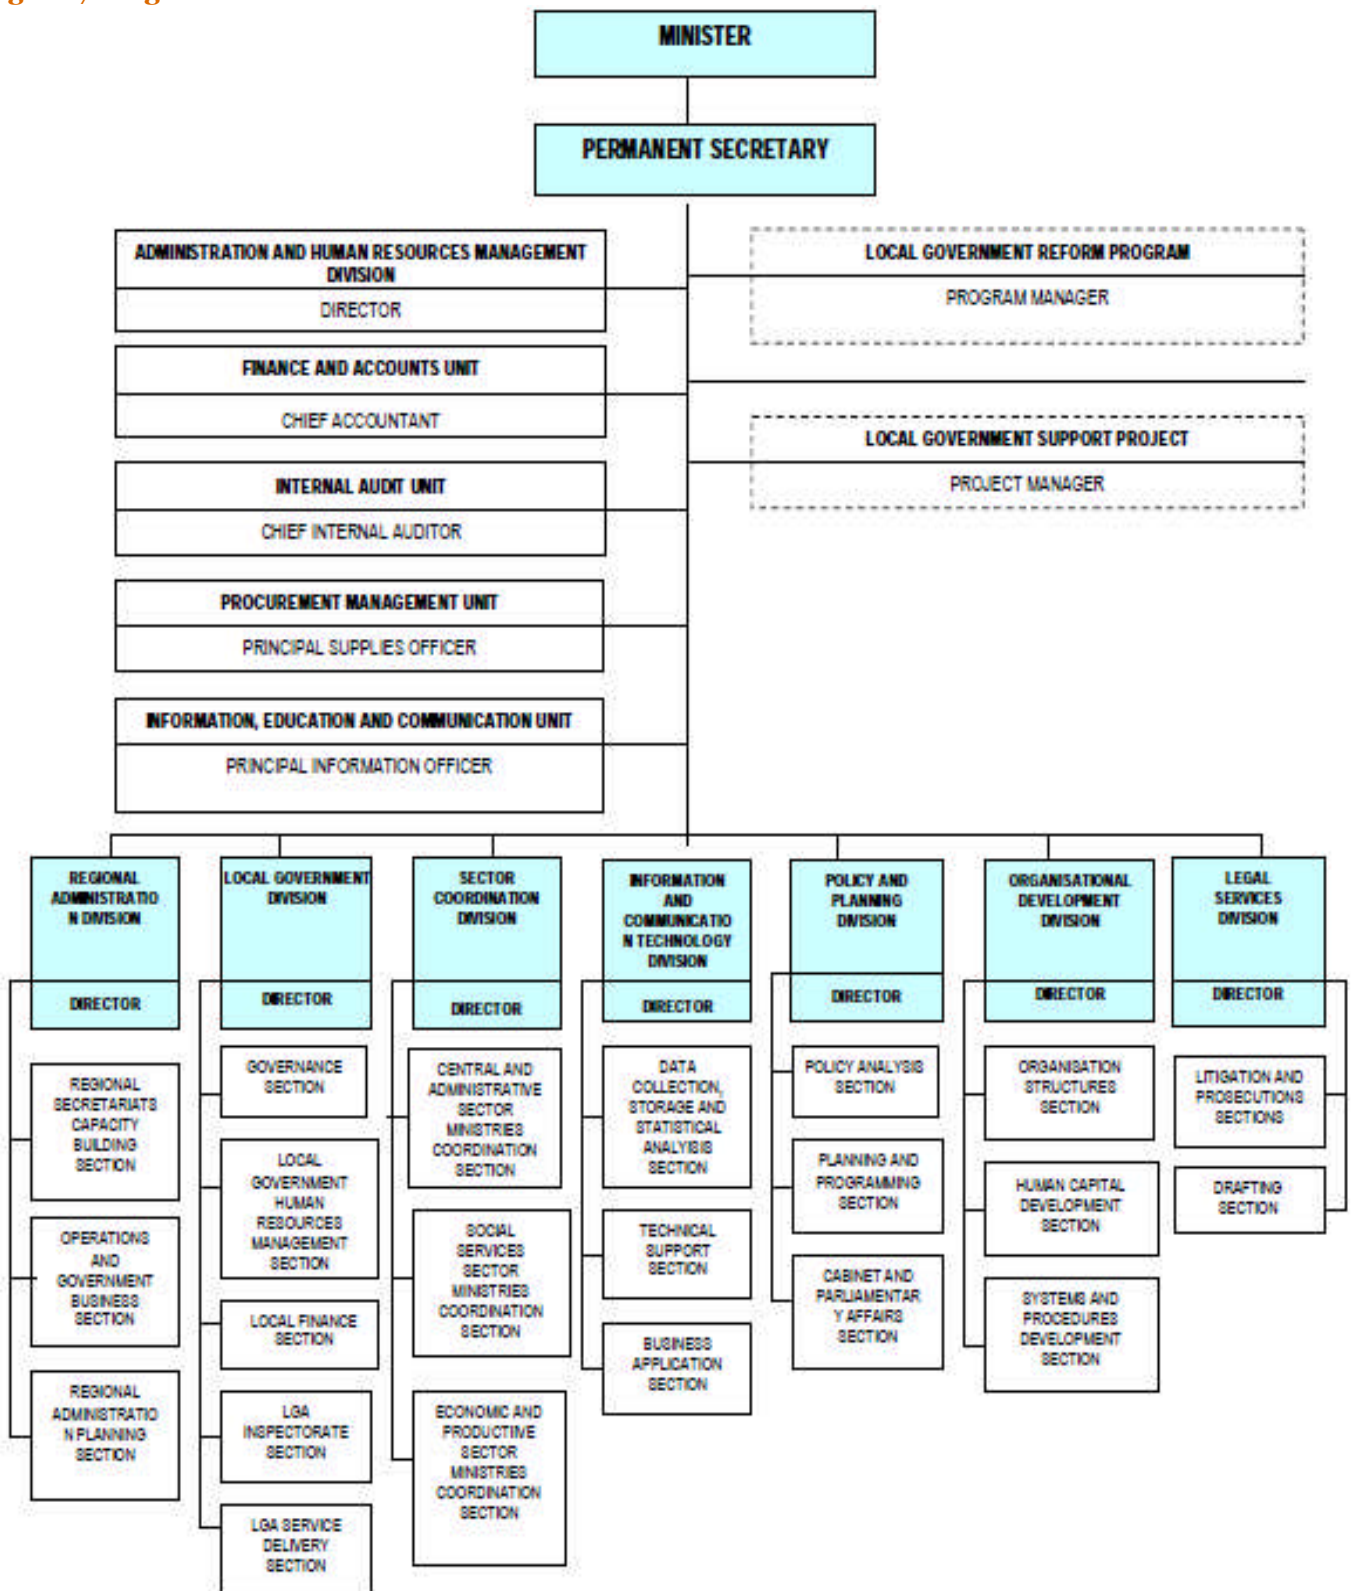 MINISTER
PERMANENT SECRETARY
ADMINISTRATION AND HUMAN RESOURCES MANAGEMENT
DIVISION
DIRECTOR
FINANCE AND ACCOUNTS UNIT
CHIEF ACCOUNTANT
INTERNAL AUDIT UNIT
CHIEF INTERNAL AUDITOR
PROCUREMENT MANAGEMENT UNIT
PRINCIPAL SUPPLIES OFFICER
INFORMATION, EDUCATION AND COMMUNICATION UNIT
PRINCIPAL INFORMATION OFFICER
LOCAL GOVERNMENT REFORM PROGRAM
PROGRAM MANAGER
LOCAL GOVERNMENT SUPPORT PROJECT
PROJECT MANAGER
REGIONAL
ADMINISTRATIO
N DIVISION
DIRECTOR
REGIONAL
SECRETARIATS
CAPACITY
BUILDING
SECTION
OPERATIONS
AND
GOVERNMENT
BUSINESS
SECTION
REGIONAL
ADMINISTRATIO
N PLANNING
SECTION
LOCAL GOVERNMENT
DIVISION
DIRECTOR
GOVERNANCE
SECTION
LOCAL
GOVERNMENT
HUMAN
RESOURCES
MANAGEMENT
SECTION
LOCAL FINANCE
SECTION
LGA
INSPECTORATE
SECTION
LGA SERVICE
DELIVERY
SECTION
SECTOR
COORDINATION
DIVISION
DIRECTOR
CENTRAL AND
ADMINISTRATIVE
SECTOR
MINISTRIES
COORDINATION
SECTION
SOCIAL
SERVICES
SECTOR
MINISTRIES
COORDINATION
SECTION
ECONOMIC AND
PRODUCTIVE
SECTOR
MINISTRIES
COORDINATION
SECTION
INFORMATION
AND
COMMUNICATIO
N TECHNOLOGY
DIVISION
DIRECTOR
DATA
COLLECTION,
STORAGE AND
STATISTICAL
ANALYISIS
SECTION
TECHNICAL
SUPPORT
SECTION
BUSINESS
APPLICATION
SECTION
POLICY AND
PLANNING
DIVISION
DIRECTOR
POLICY ANALYSIS
SECTION
PLANNING AND
PROGRAMMING
SECTION
CABINET AND
PARLIAMENTAR
Y AFFAIRS
SECTION
ORGANISATIONAL
DEVELOPMENT
DIVISION
DIRECTOR
ORGANISATION
STRUCTURES
SECTION
HUMAN CAPITAL
DEVELOPMENT
SECTION
SYSTEMS AND
PROCEDURES
DEVELOPMENT
SECTION
LEGAL
SERVICES
DIVISION
DIRECTOR
LITIGATION AND
PROSECUTIONS
SECTIONS
DRAFTING
SECTION